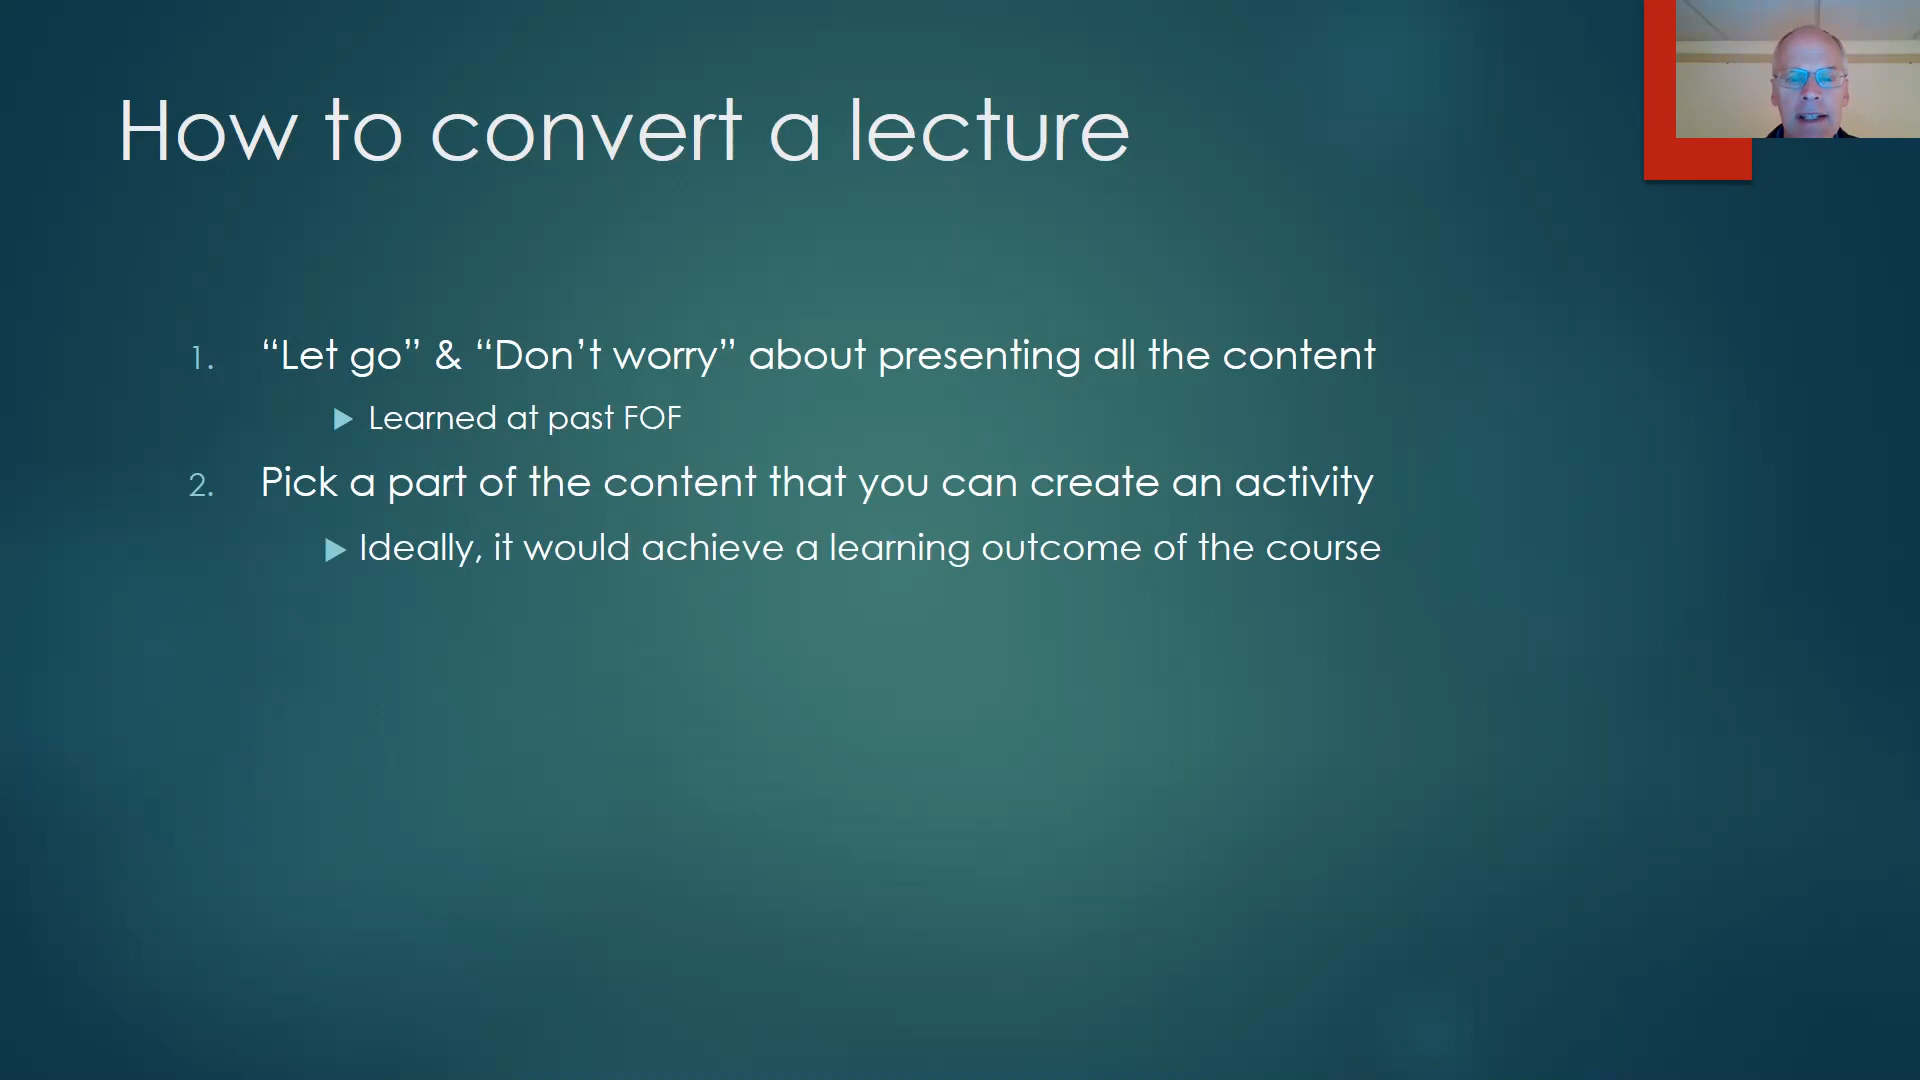 How to convert a lecture
1. “Let go” & “Don’t worry” about presenting all the content
Learned at past FOF
2. Pick a part of the content that you can create an activity
Ideally, it would achieve a learning outcome of the course